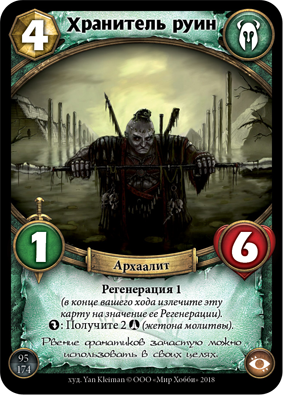 4 Хранитель руин
1 Архаалит 6
Регенерация 1
(в конце вашего хода излечите эту
карту на значение ее Регенерации).
: Получите 2 (жетона молитвы).
Рвение фанатиков зачастую можно
использовать в своих целях.
95
174
худ. Yan Kleiman © ООО «Мир Хобби» 2018